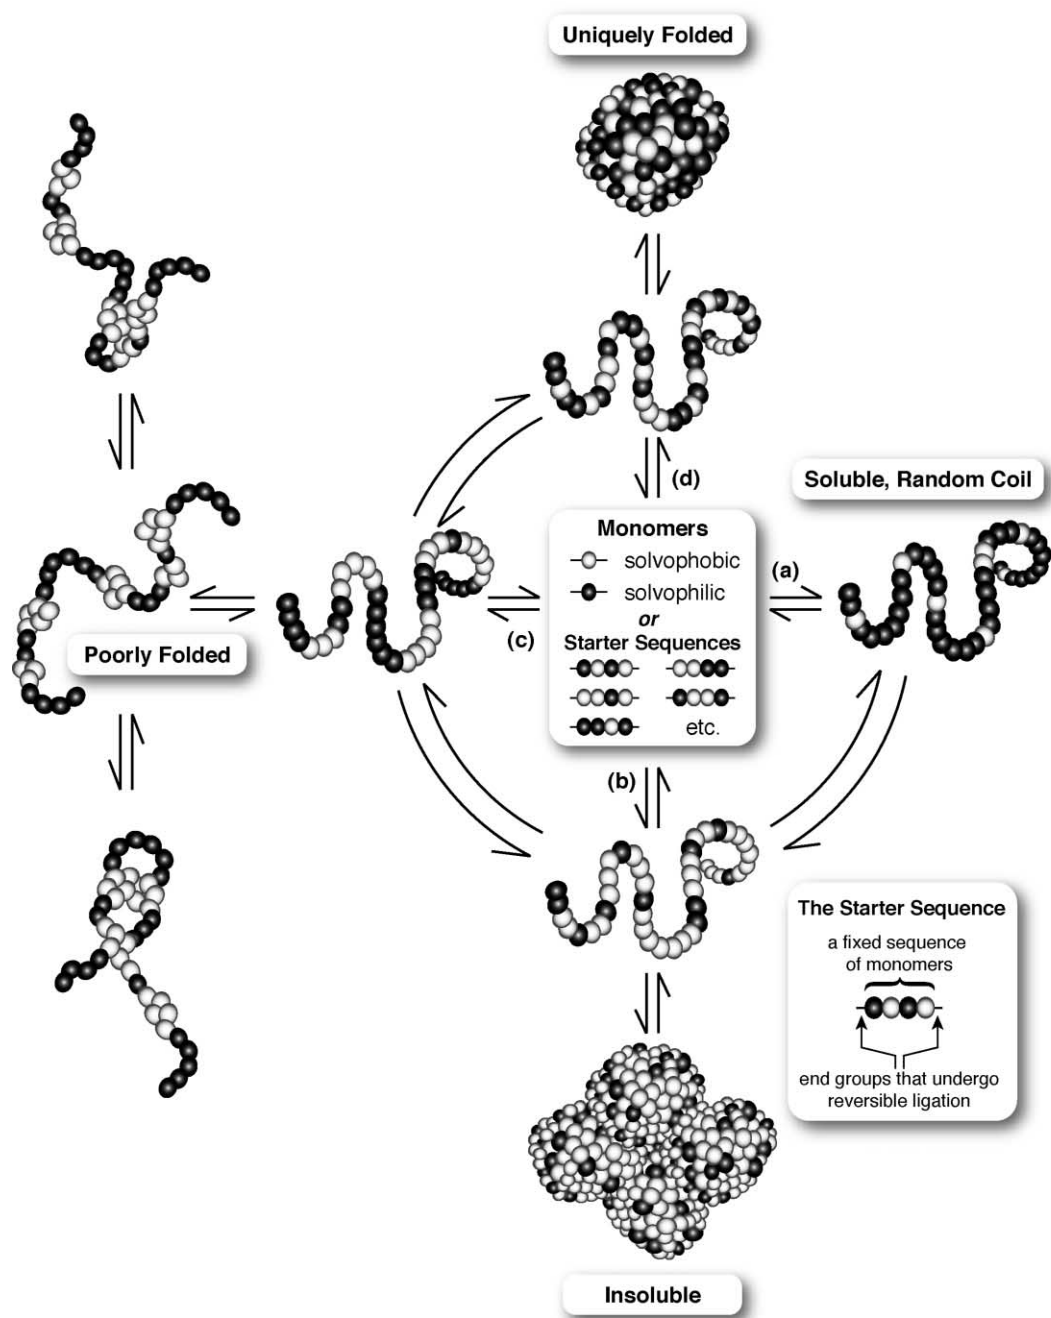 Uniquely Folded
(d)
Soluble, Random Coil
Monomers
solvophobic
solvophilic
or
Starter Sequences
etc.
(a)
(c)
Poorly Folded
(b)
The Starter Sequence
a fixed sequence
of monomers
end groups that undergo
reversible ligation
Insoluble